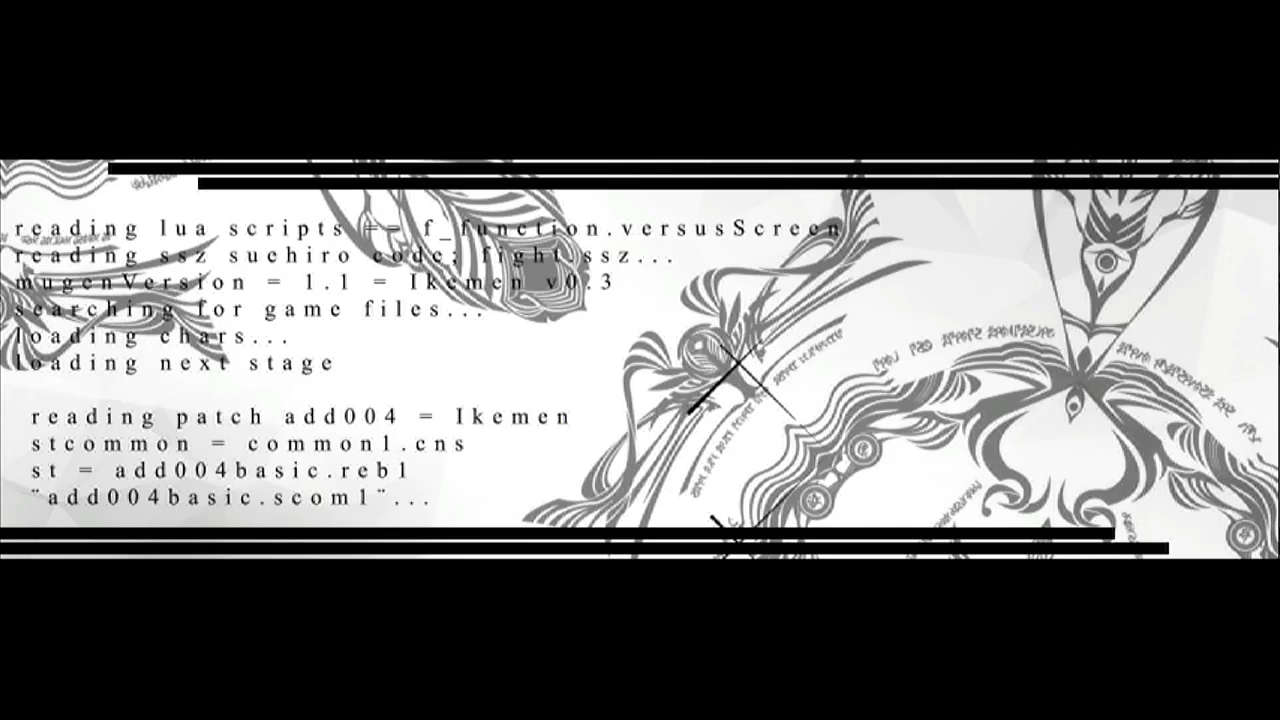 reading lua scripts == f_function.versusScreen
reading ssz suehiro code; fight.ssz...
mugenVersion = 1.1 = Ikemen v0.3
searching for game files...
loading chars...
loading next stage
reading patch add004 = Ikemen
stcommon = common1.cns
st = add004basic.reb1
¨add004basic.scom1¨...